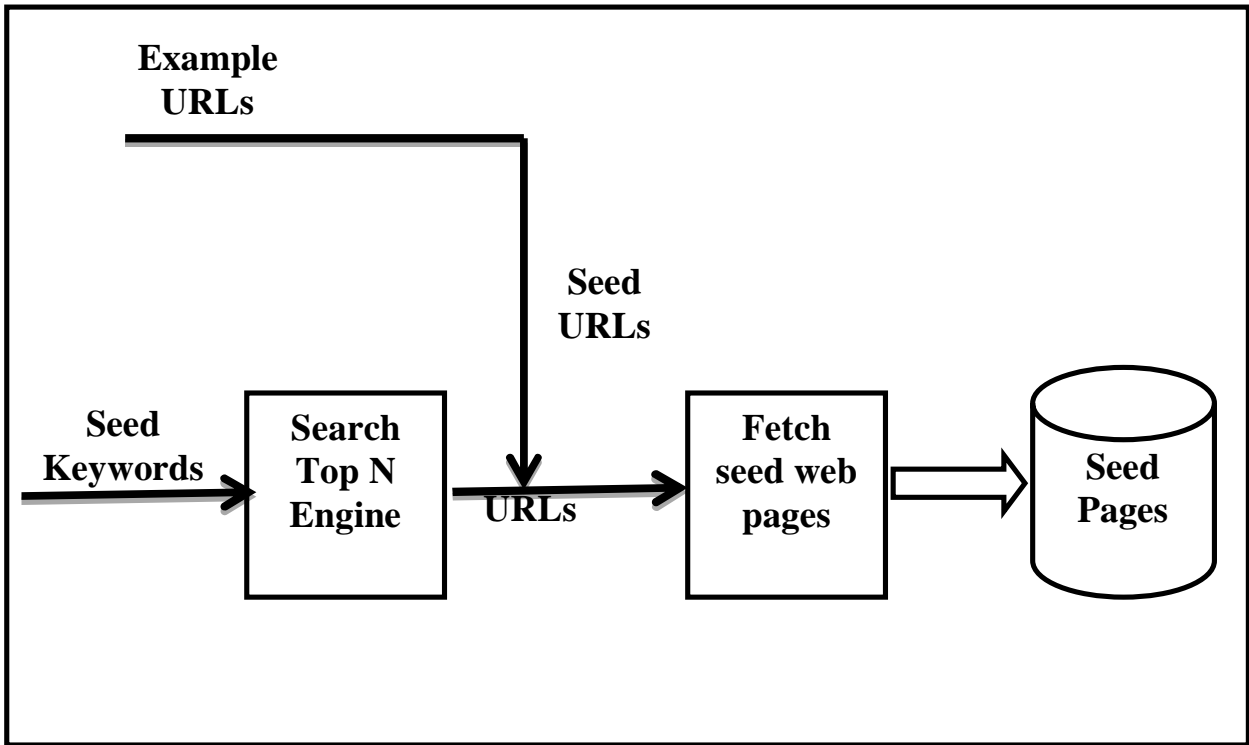 Example
URLs
Seed
URLs
Seed
Keywords
Search
Top N
Engine
URLs
Fetch
seed web
pages
Seed
Pages